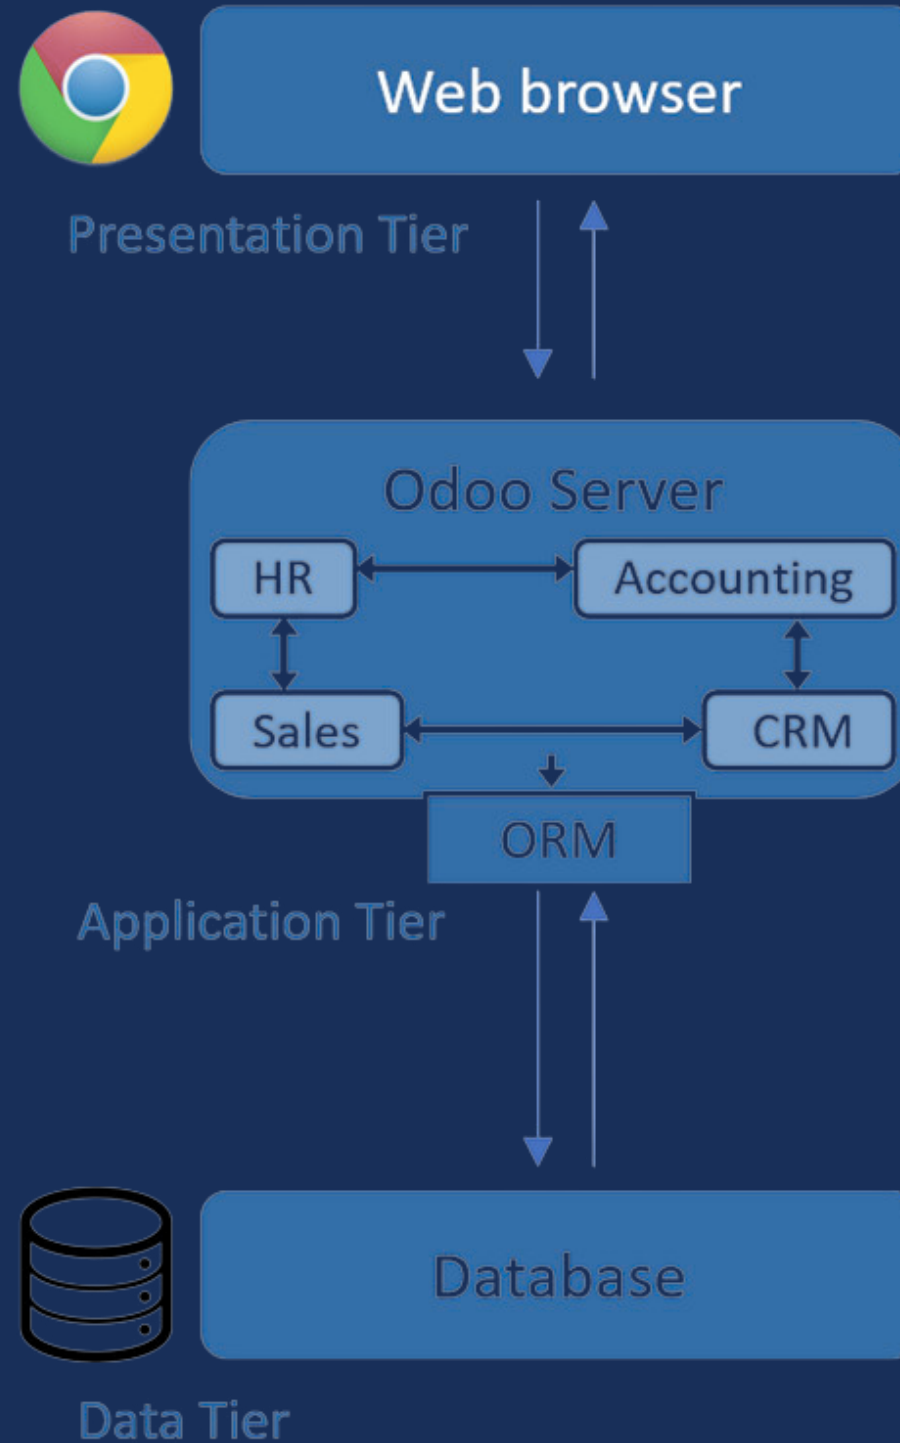 Web browser
Presentation Tier
Odoo Server
HR
Accounting
Sales
CRM
ORM
Application Tier
Database
Data Tier